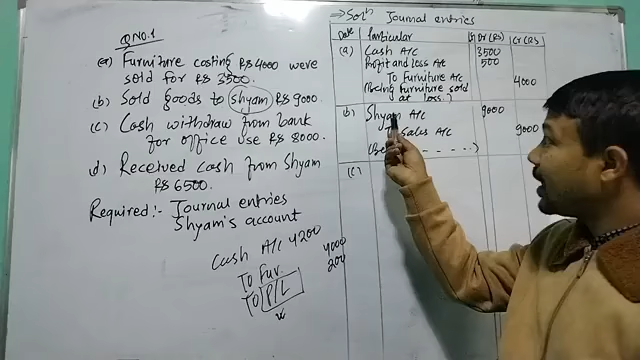 Q.NO.1
(a) Furniture costing Rs 4000 were
sold for Rs 3500.
(b) Sold goods to Shyam Rs 9000.
(c) Cash withdraw from bank
for office use Rs 2000.
(d) Received cash from Shyam
Rs 6500.
Required:- Journal entries
Shyam's account
Cash A/C 4200
To Fur. 4000
To P/L 200
⇒ Solⁿ Journal entries
Date Particular Dr(Rs) Cr(Rs)
(a) Cash A/C 3500
Profit and Loss A/c 500
To Furniture A/c 4000
(Being furniture sold
at loss.)
(b) Shyam A/C 9000
To Sales A/C 9000
(Be - - - - - - )
(c)